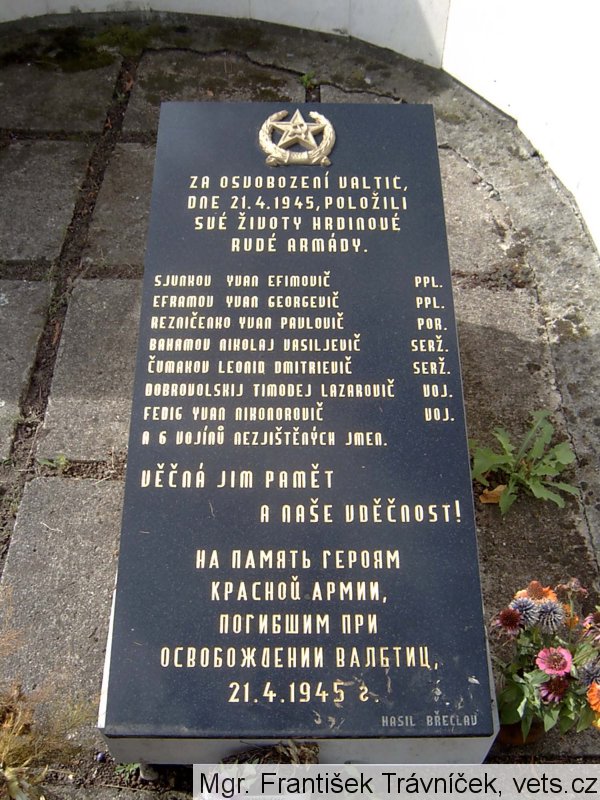 ZA OSVOBOZENÍ VALTIC,
DNE 21.4.1945, POLOŽILI
SVÉ ŽIVOTY HRDINOVÉ
RUDÉ ARMÁDY.
SJUNKOV YVAN EFIMOVIČ PPL.
EFRAMOV YVAN GEORGEVIČ PPL.
REZNIČENKO YVAN PAVLOVIČ POR.
BAHAMOV NIKOLAJ VASILJEVIČ SERŽ.
ČUMAKOV LEONID DMITRIEVIČ SERŽ.
DOBROVOLSKIJ TIMODEJ LAZAROVIČ VOJ.
FEDIG YVAN NIKONOROVIČ VOJ.
A 6 VOJÍNŮ NEZJIŠTĚNÝCH JMEN.
VĚČNÁ JIM PAMĚT
A NAŠE VDĚČNOST!
НА ПАМЯТЬ ГЕРОЯМ
КРАСНОЙ АРМИИ,
ПОГИБШИМ ПРИ
ОСВОБОЖДЕНИИ ВАЛЬТИЦ,
21.4.1945 г.
HASIL BŘECLAV
Mgr. František Trávníček, vets.cz